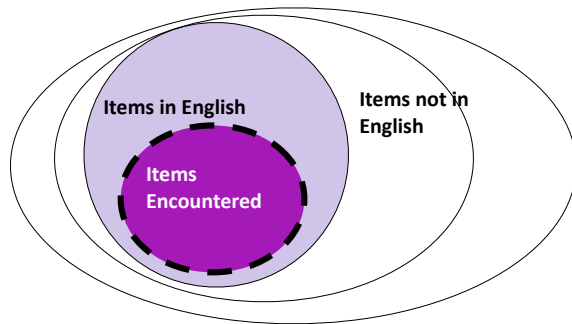 Items in English
Items not in
English
Items
Encountered